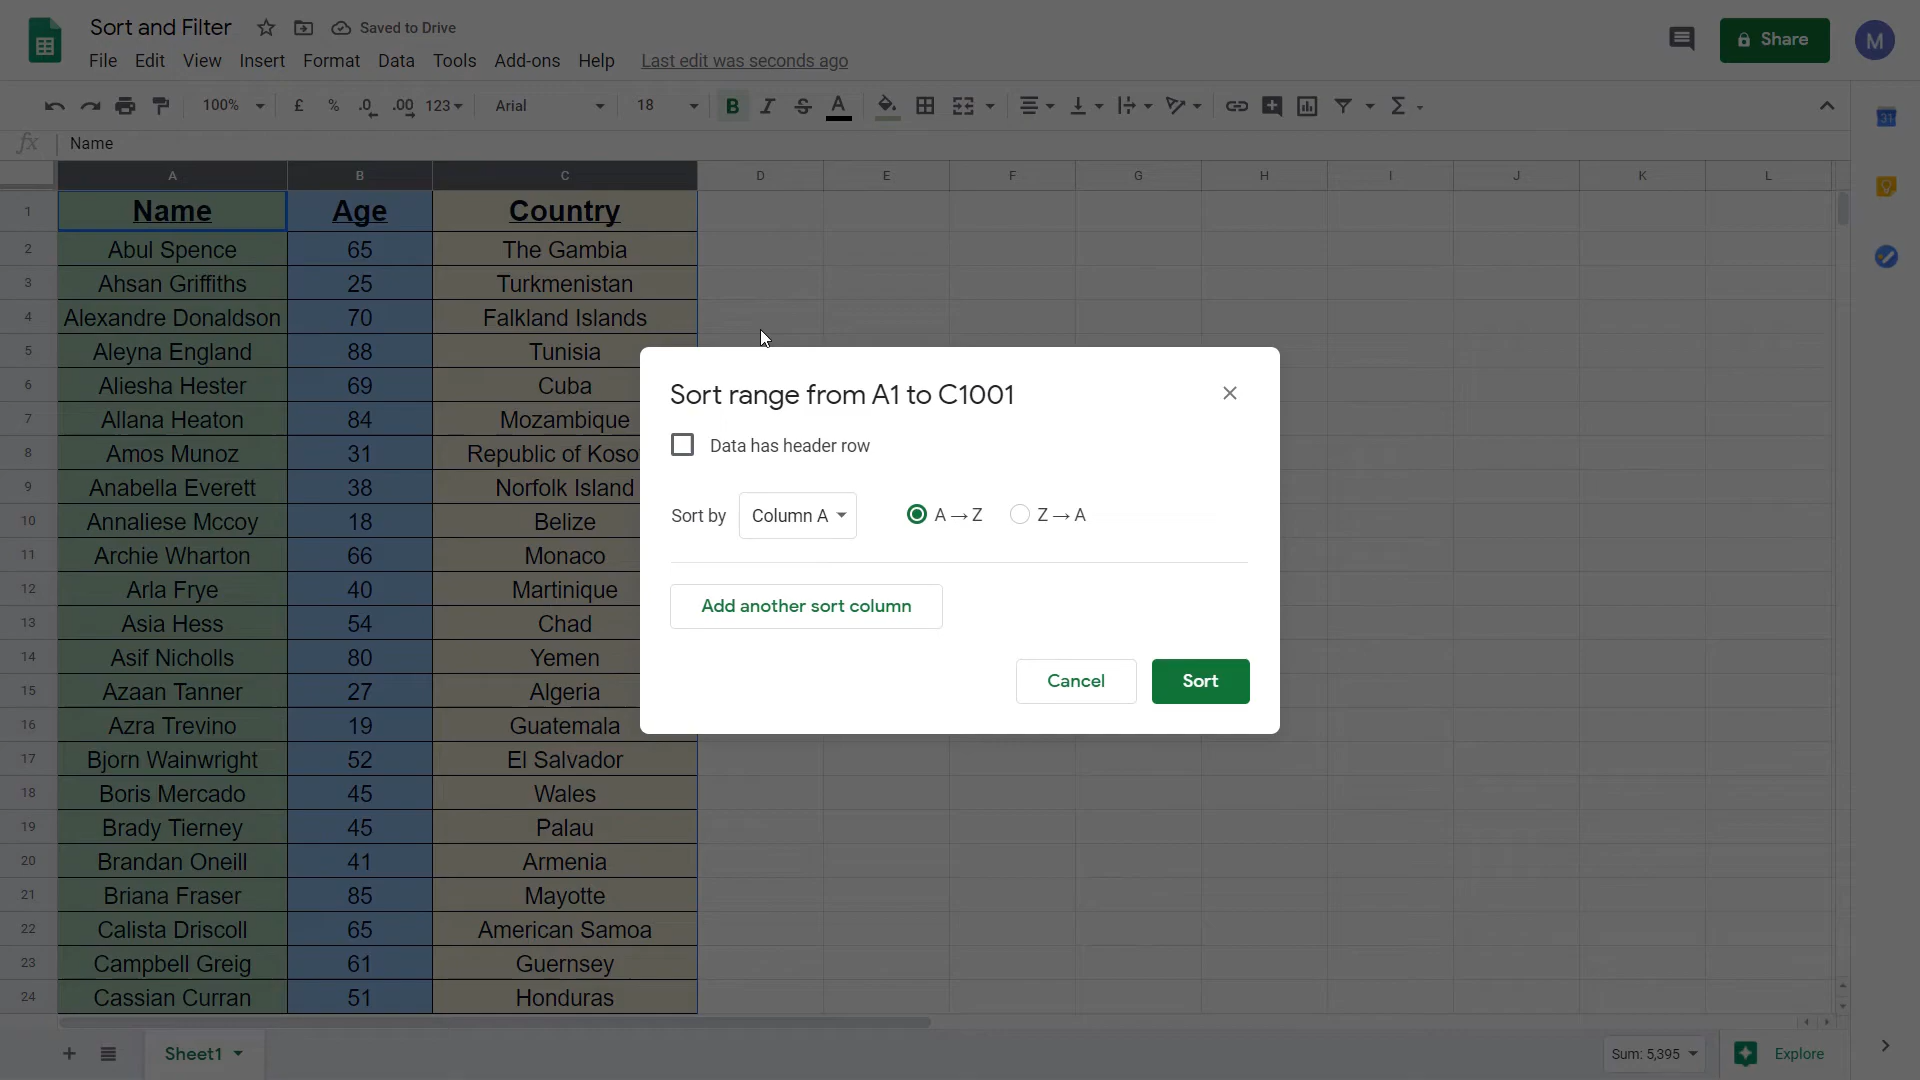 Sort and Filter
Saved to Drive
File Edit View Insert Format Data Tools Add-ons Help Last edit was seconds ago
Share
M
100% £ % .0 .00 123 Arial 18 B I S A Σ
31
fx Name
A B C D E F G H I J K L
1 Name Age Country
2 Abul Spence 65 The Gambia
3 Ahsan Griffiths 25 Turkmenistan
4 Alexandre Donaldson 70 Falkland Islands
5 Aleyna England 88 Tunisia
6 Aliesha Hester 69 Cuba
7 Allana Heaton 84 Mozambique
8 Amos Munoz 31 Republic of Koso
9 Anabella Everett 38 Norfolk Island
10 Annaliese Mccoy 18 Belize
11 Archie Wharton 66 Monaco
12 Arla Frye 40 Martinique
13 Asia Hess 54 Chad
14 Asif Nicholls 80 Yemen
15 Azaan Tanner 27 Algeria
16 Azra Trevino 19 Guatemala
17 Bjorn Wainwright 52 El Salvador
18 Boris Mercado 45 Wales
19 Brady Tierney 45 Palau
20 Brandan Oneill 41 Armenia
21 Briana Fraser 85 Mayotte
22 Calista Driscoll 65 American Samoa
23 Campbell Greig 61 Guernsey
24 Cassian Curran 51 Honduras
Sort range from A1 to C1001
Data has header row
Sort by Column A A → Z Z → A
Add another sort column
Cancel Sort
Sheet1 Sum: 5,395 Explore